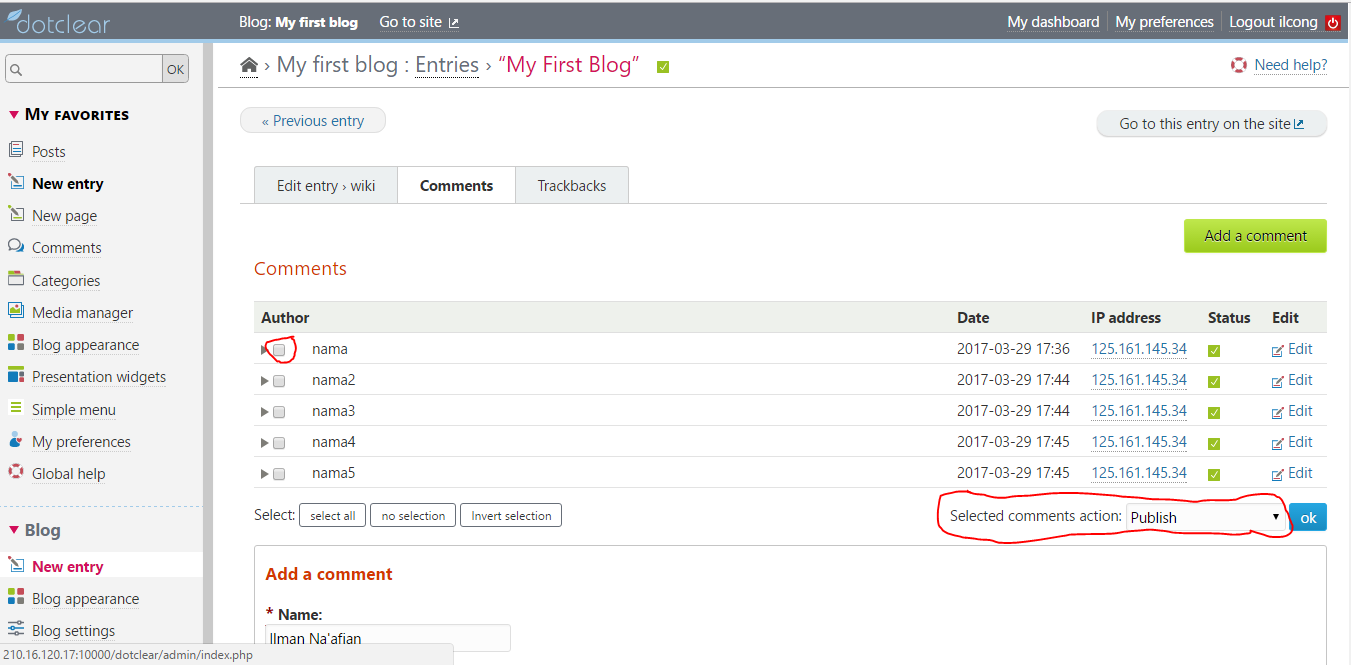 dotclear Blog: My first blog Go to site My dashboard My preferences Logout ilcong
OK
› My first blog : Entries › “My First Blog” Need help?
« Previous entry Go to this entry on the site
My favorites
Posts
New entry
New page
Comments
Categories
Media manager
Blog appearance
Presentation widgets
Simple menu
My preferences
Global help
Blog
New entry
Blog appearance
Blog settings
Edit entry › wiki Comments Trackbacks
Add a comment
Comments
Author Date IP address Status Edit
nama 2017-03-29 17:36 125.161.145.34 Edit
nama2 2017-03-29 17:44 125.161.145.34 Edit
nama3 2017-03-29 17:44 125.161.145.34 Edit
nama4 2017-03-29 17:45 125.161.145.34 Edit
nama5 2017-03-29 17:45 125.161.145.34 Edit
Select: select all no selection Invert selection Selected comments action: Publish ok
Add a comment
* Name:
Ilman Na'afian
210.16.120.17:10000/dotclear/admin/index.php